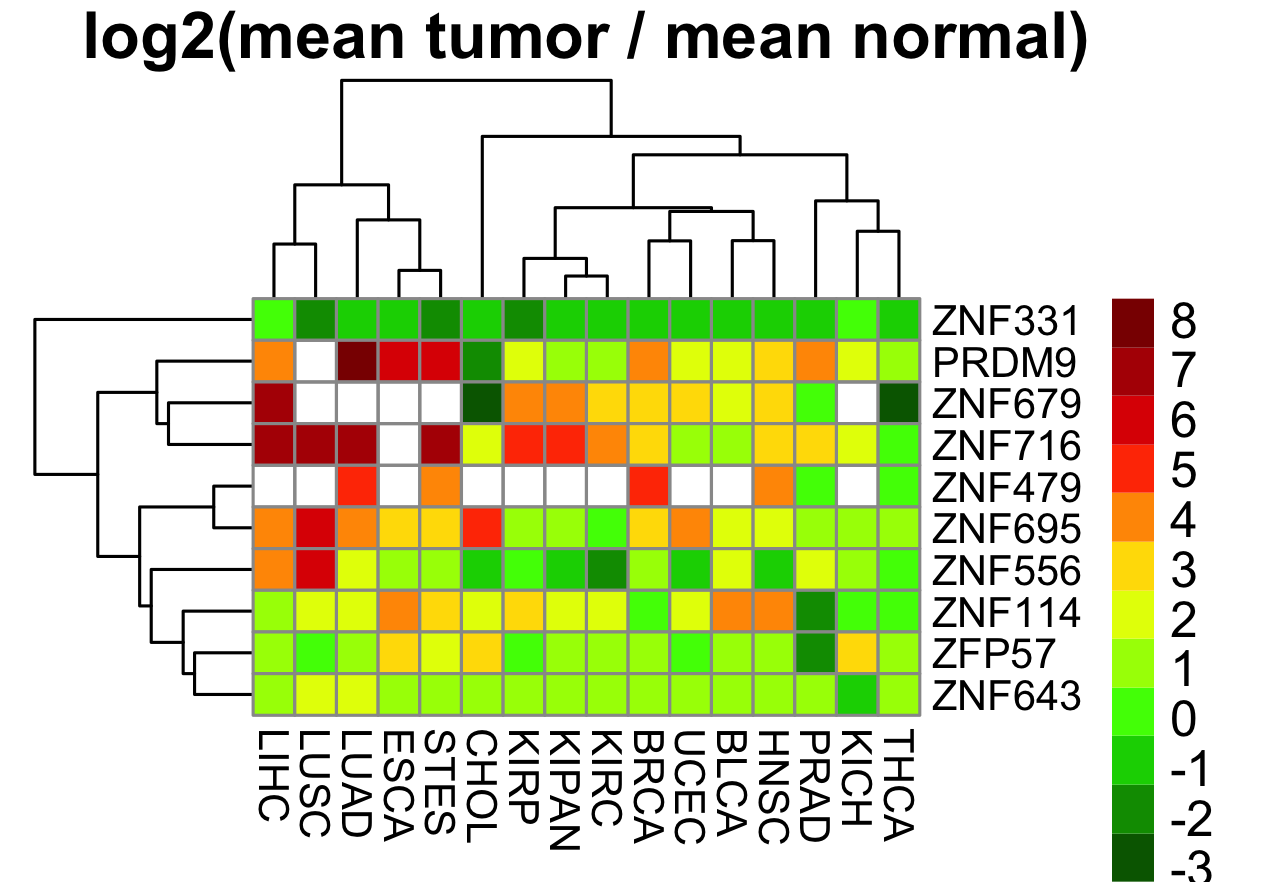 log2(mean tumor / mean normal)
ZNF331
PRDM9
ZNF679
ZNF716
ZNF479
ZNF695
ZNF556
ZNF114
ZFP57
ZNF643
8
7
6
5
4
3
2
1
0
-1
-2
-3
LIHC
LUSC
LUAD
ESCA
STES
CHOL
KIRP
KIPAN
KIRC
BRCA
UCEC
BLCA
HNSC
PRAD
KICH
THCA